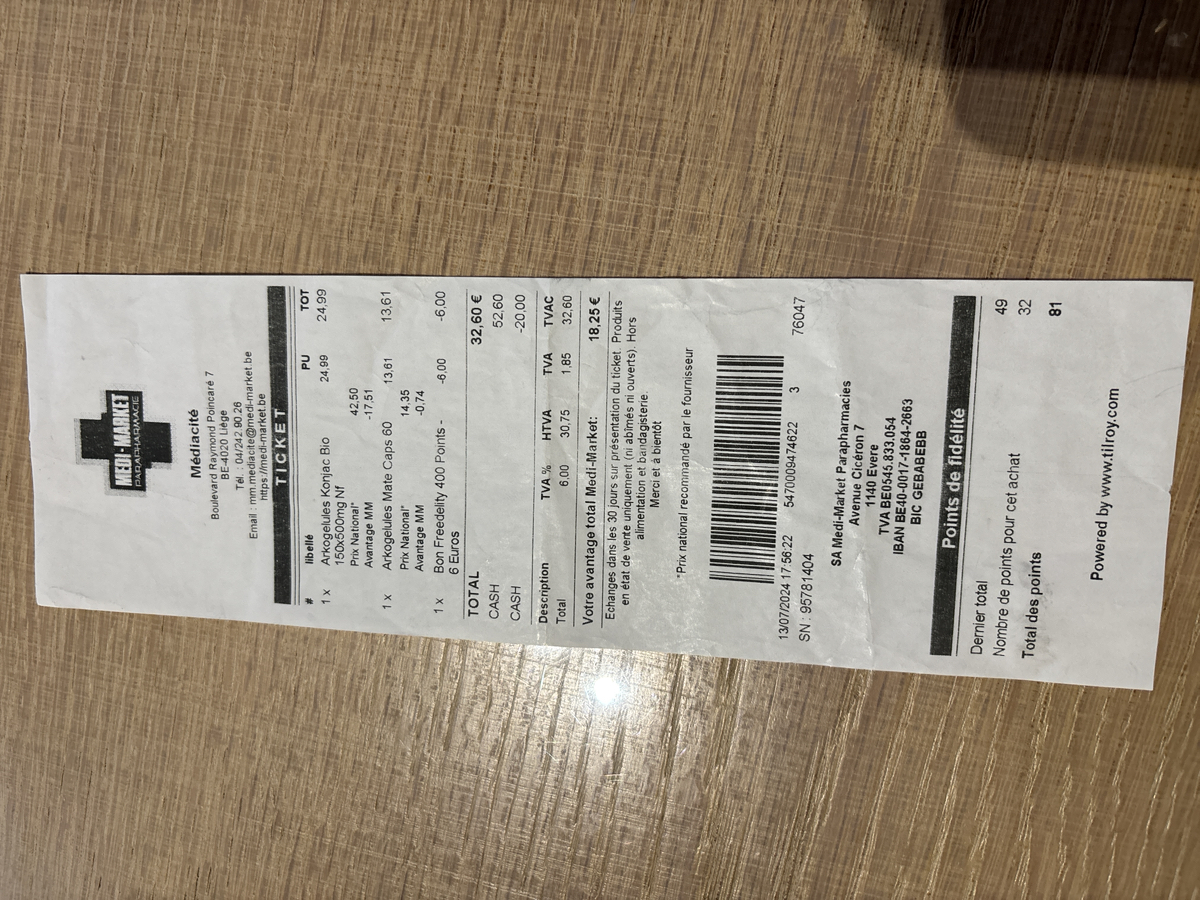 MEDI-MARKET
PARAPHARMACIE
Médiacité
Boulevard Raymond Poincaré 7
BE-4020 Liège
Tél. : 04/242.90.26
Email : mm.mediacite@medi-market.be
https://medi-market.be
TICKET
# libellé PU TOT
1 x Arkogelules Konjac Bio 24,99 24,99
150x500mg Nf
Prix National* 42,50
Avantage MM -17,51
1 x Arkogelules Mate Caps 60 13,61 13,61
Prix National* 14,35
Avantage MM -0,74
1 x Bon Freedelity 400 Points - -6,00 -6,00
6 Euros
TOTAL 32,60 €
CASH 52,60
CASH -20,00
Description TVA % HTVA TVA TVAC
Total 6,00 30,75 1,85 32,60
Votre avantage total Medi-Market: 18,25 €
Echanges dans les 30 jours sur présentation du ticket. Produits
en état de vente uniquement (ni abîmés ni ouverts). Hors
alimentation et bandagisterie.
Merci et à bientôt
*Prix national recommandé par le fournisseur
13/07/2024 17:56:22 5470009474622 3 76047
SN : 95781404
SA Medi-Market Parapharmacies
Avenue Cicéron 7
1140 Evere
TVA BE0545.833.054
IBAN BE40-0017-1864-2663
BIC GEBABEBB
Points de fidélité
Dernier total 49
Nombre de points pour cet achat 32
Total des points 81
Powered by www.tilroy.com